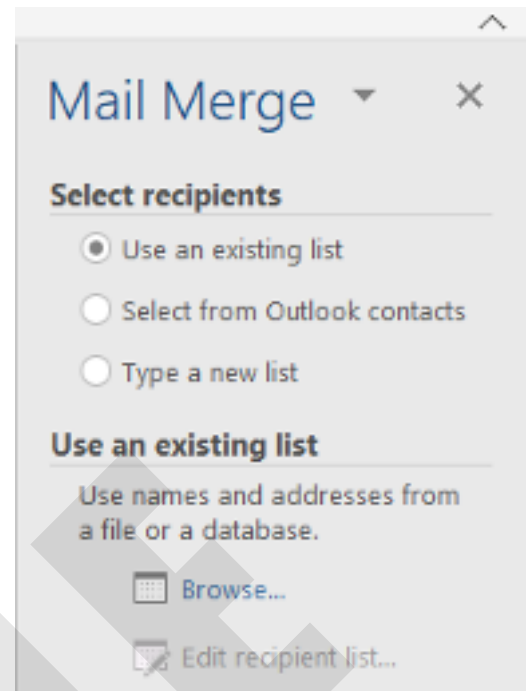 Mail Merge
Select recipients
Use an existing list
Select from Outlook contacts
Type a new list
Use an existing list
Use names and addresses from
a file or a database.
Browse...
Edit recipient list...